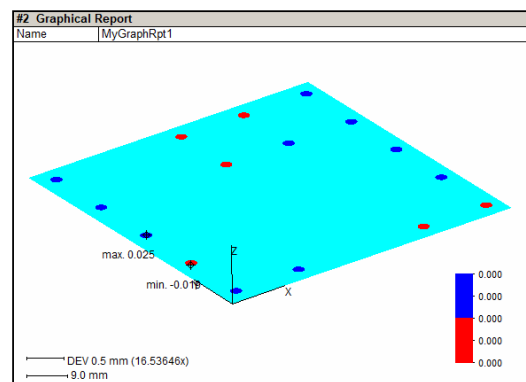 #2 Graphical Report
Name MyGraphRpt1
max. 0.025
Z
min. -0.019
X
0.000
0.000
0.000
0.000
0.000
DEV 0.5 mm (16.53646x)
9.0 mm